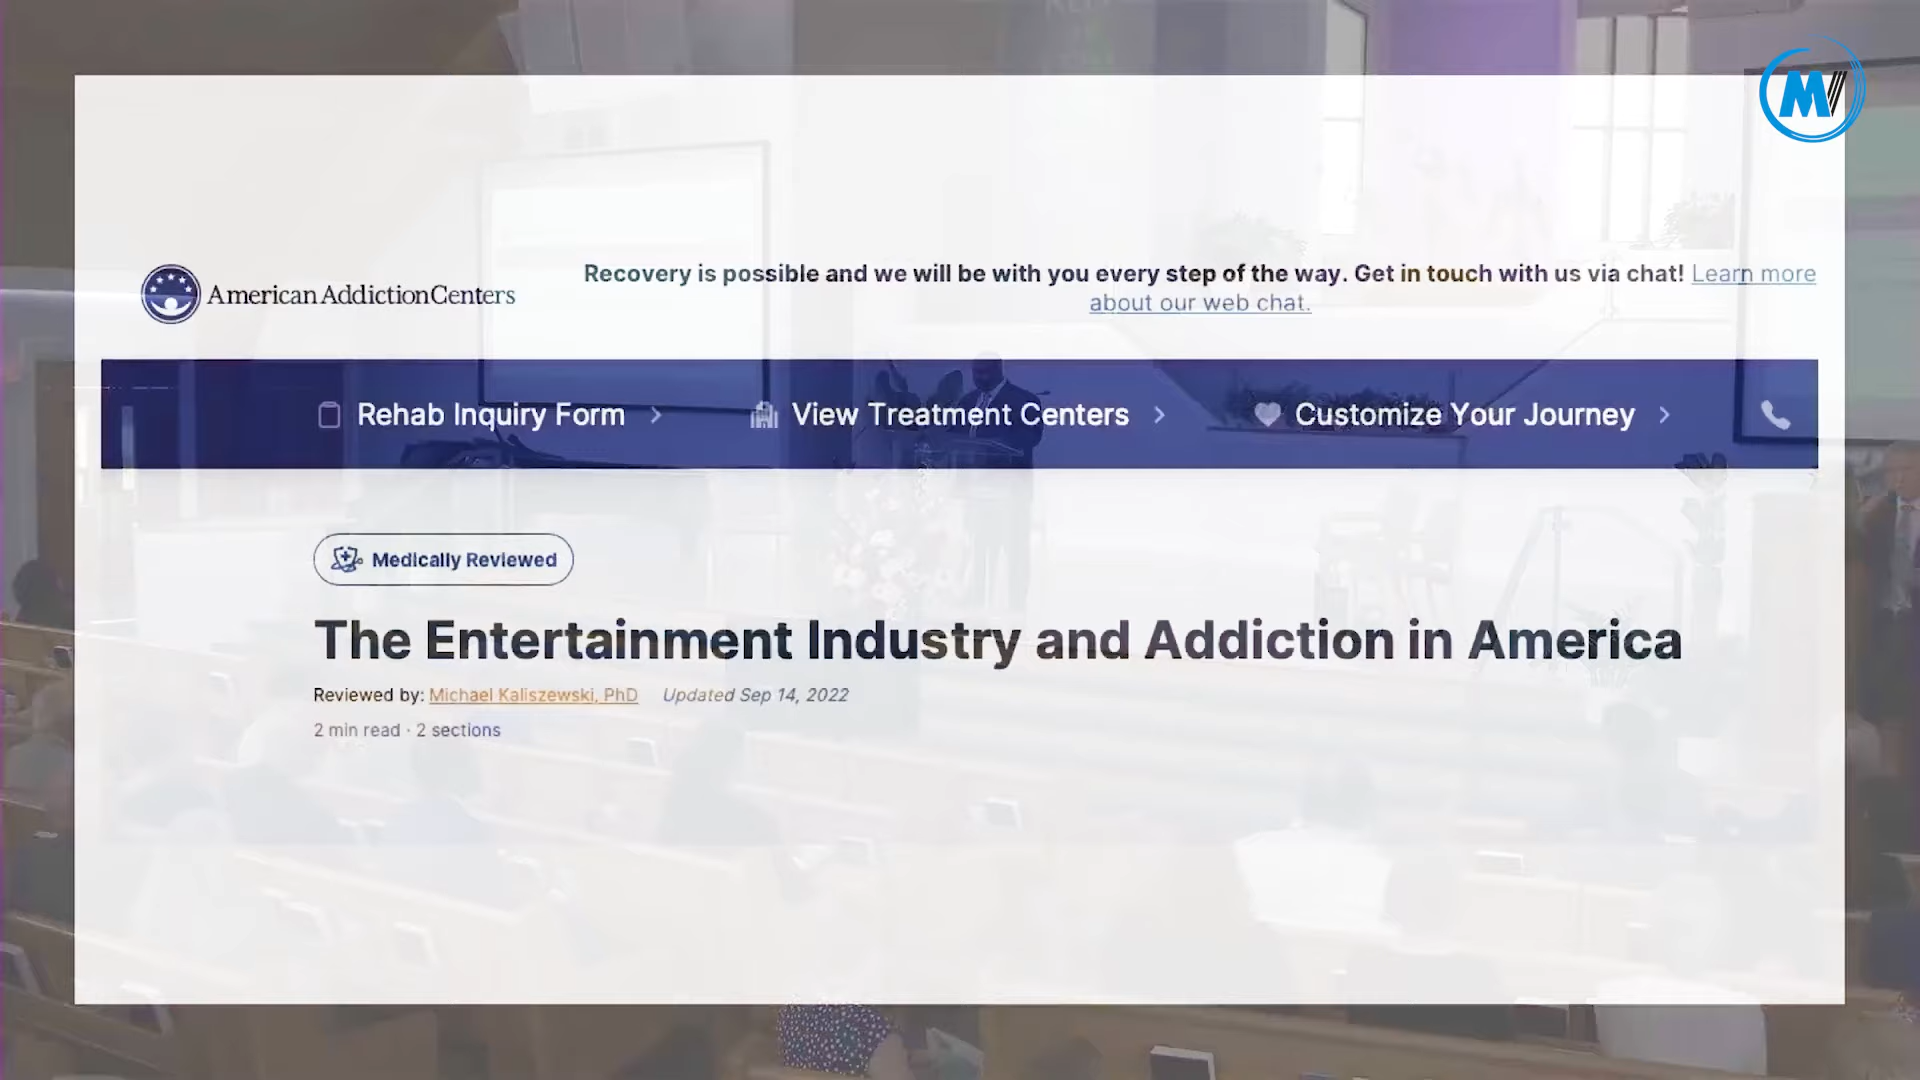 MV
American Addiction Centers
Recovery is possible and we will be with you every step of the way. Get in touch with us via chat! Learn more
about our web chat.
Rehab Inquiry Form
View Treatment Centers
Customize Your Journey
Medically Reviewed
The Entertainment Industry and Addiction in America
Reviewed by: Michael Kaliszewski, PhD Updated Sep 14, 2022
2 min read · 2 sections